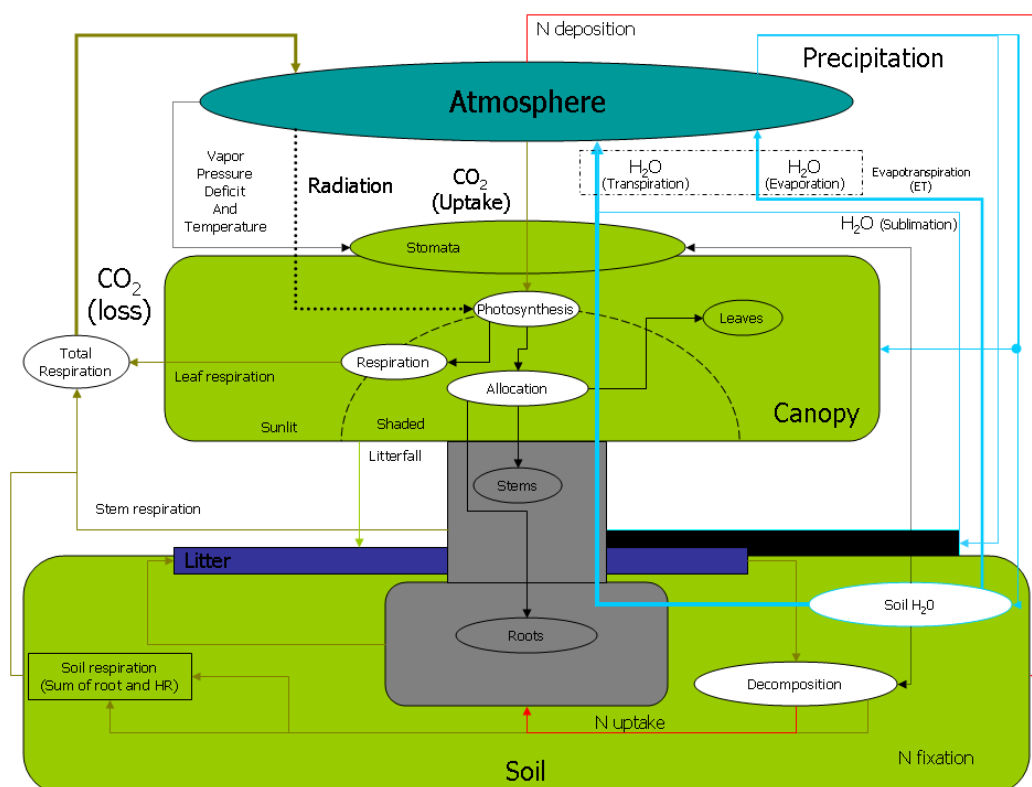 N deposition
Precipitation
Atmosphere
Vapor
Pressure
Deficit
And
Temperature
Radiation
CO2
(Uptake)
H2O
(Transpiration)
H2O
(Evaporation)
Evapotranspiration
(ET)
H2O (Sublimation)
Stomata
CO2
(loss)
Photosynthesis
Leaves
Total
Respiration
Leaf respiration
Respiration
Allocation
Canopy
Sunlit
Shaded
Litterfall
Stems
Stem respiration
Litter
Soil H20
Roots
Soil respiration
(Sum of root and HR)
Decomposition
N uptake
N fixation
Soil